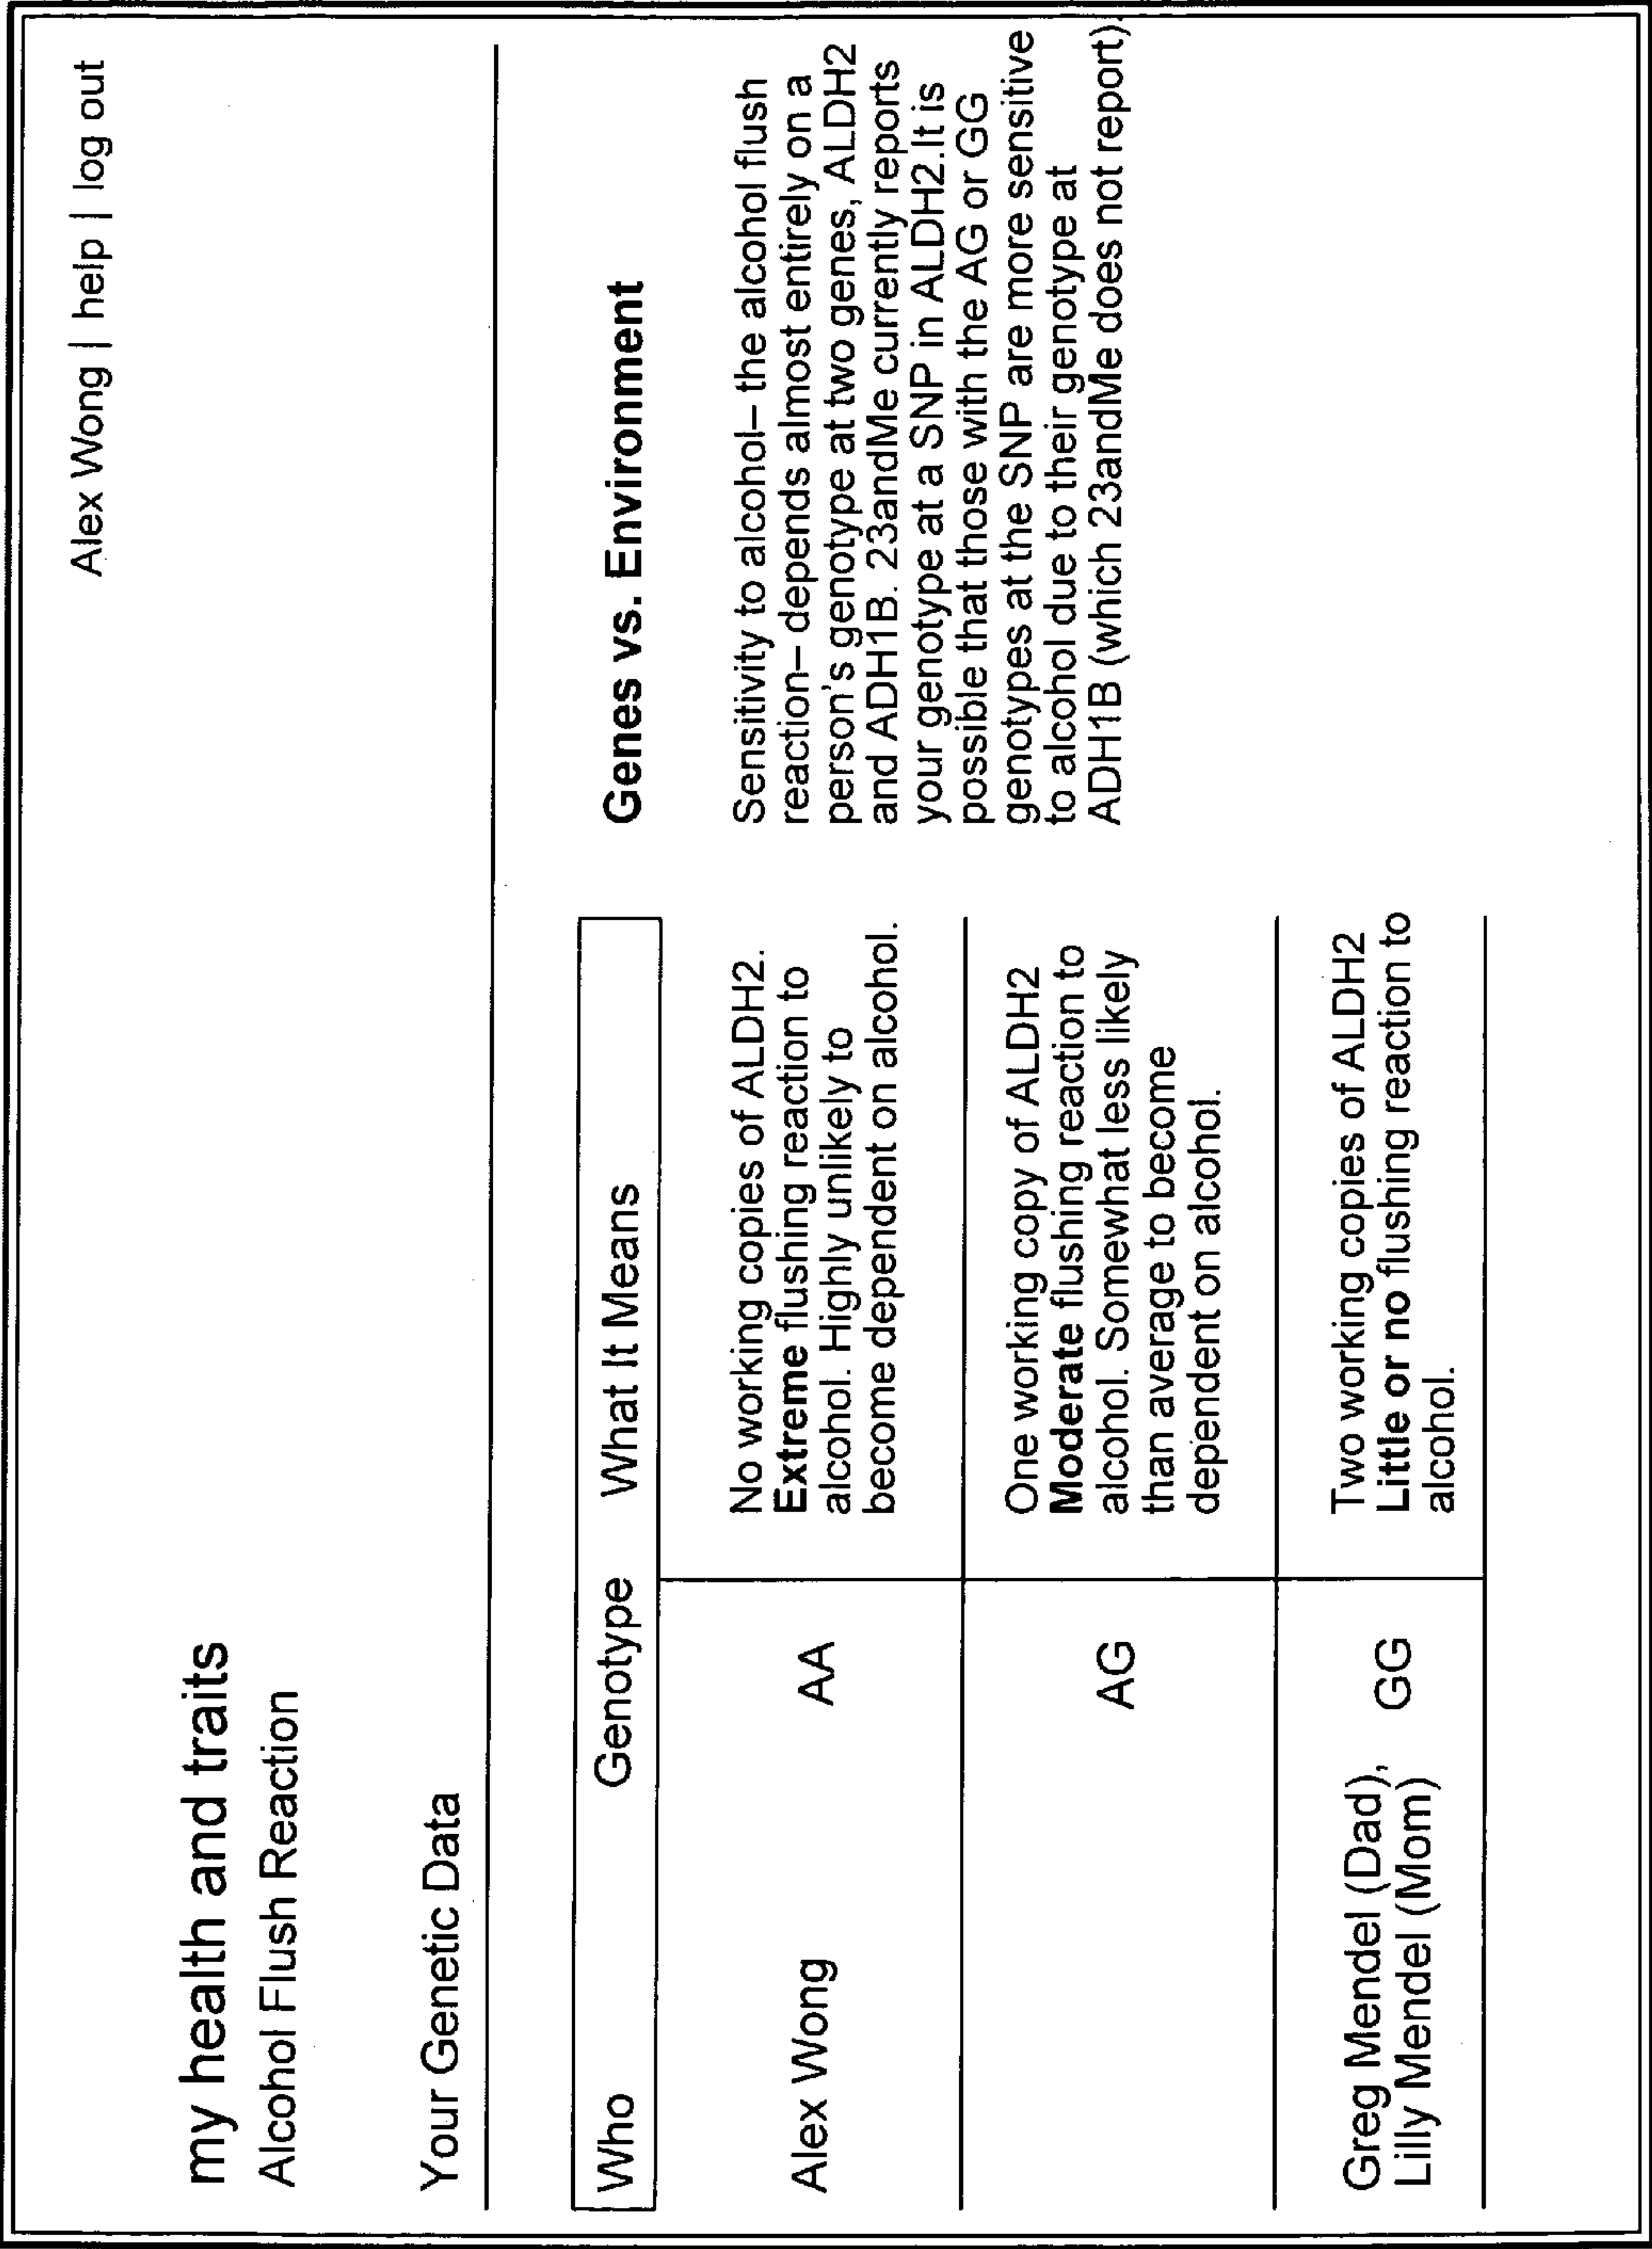 Alex Wong | help | log out
my health and traits
Alcohol Flush Reaction
Your Genetic Data
Who Genotype What It Means
Alex Wong
AA
No working copies of ALDH2.
Extreme flushing reaction to
alcohol. Highly unlikely to
become dependent on alcohol.
AG
One working copy of ALDH2
Moderate flushing reaction to
alcohol. Somewhat less likely
than average to become
dependent on alcohol.
Greg Mendel (Dad),
Lilly Mendel (Mom)
GG
Two working copies of ALDH2
Little or no flushing reaction to
alcohol.
Genes vs. Environment
Sensitivity to alcohol– the alcohol flush
reaction– depends almost entirely on a
person's genotype at two genes, ALDH2
and ADH1B. 23andMe currently reports
your genotype at a SNP in ALDH2.It is
possible that those with the AG or GG
genotypes at the SNP are more sensitive
to alcohol due to their genotype at
ADH1B (which 23andMe does not report).